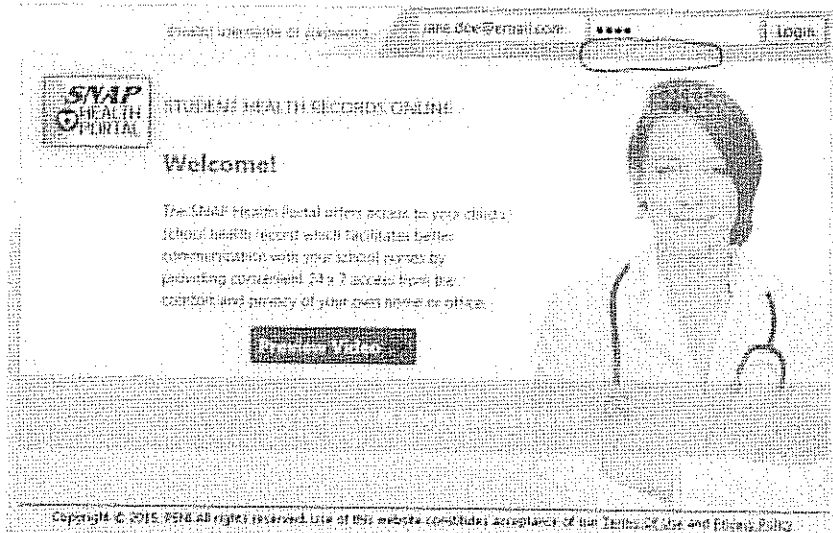 jane.doe@email.com
●●●●
Login
SNAP
HEALTH
PORTAL
STUDENT HEALTH RECORDS ONLINE
Welcome!
The SNAP Health Portal offers access to your child's
school health record which facilitates better
communication with your school nurses by
providing convenient 24 x 7 access from the
comfort and privacy of your own home or office.
Preview Video
Copyright © 2015, PSNI All rights reserved. Use of this website constitutes acceptance of our Terms Of Use and Privacy Policy